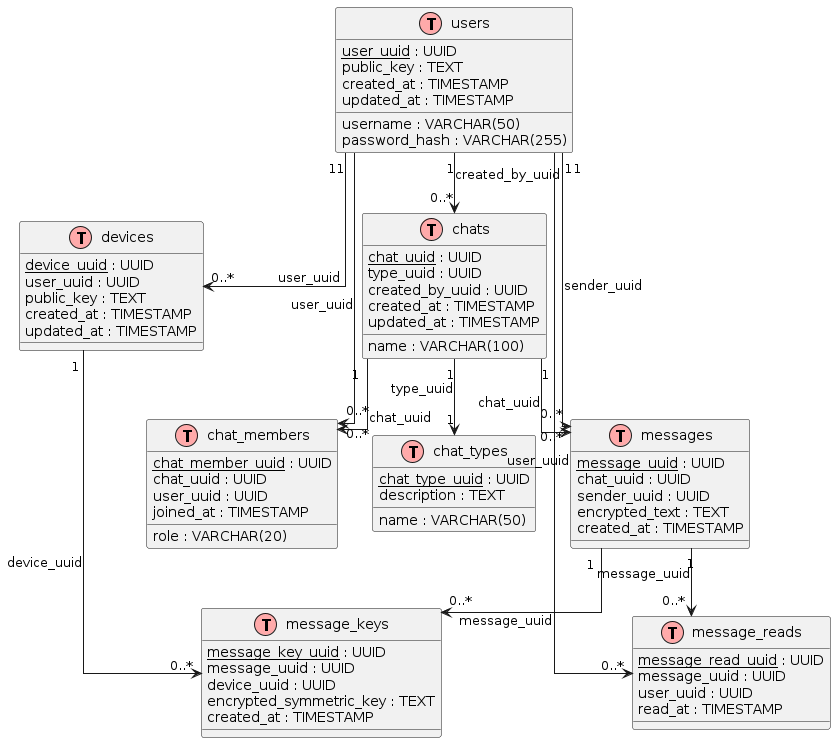 T users
user_uuid : UUID
public_key : TEXT
created_at : TIMESTAMP
updated_at : TIMESTAMP
username : VARCHAR(50)
password_hash : VARCHAR(255)
1 1
1
1 1
created_by_uuid
0..*
T devices
device_uuid : UUID
user_uuid : UUID
public_key : TEXT
created_at : TIMESTAMP
updated_at : TIMESTAMP
0..*
user_uuid
user_uuid
T chats
chat_uuid : UUID
type_uuid : UUID
created_by_uuid : UUID
created_at : TIMESTAMP
updated_at : TIMESTAMP
name : VARCHAR(100)
sender_uuid
1
1
1
1
type_uuid
chat_uuid
chat_uuid
0..*
0..*
1
0..*
0..*
user_uuid
T chat_members
chat_member_uuid : UUID
chat_uuid : UUID
user_uuid : UUID
joined_at : TIMESTAMP
role : VARCHAR(20)
T chat_types
chat_type_uuid : UUID
description : TEXT
name : VARCHAR(50)
T messages
message_uuid : UUID
chat_uuid : UUID
sender_uuid : UUID
encrypted_text : TEXT
created_at : TIMESTAMP
device_uuid
1
1
message_uuid
0..*
0..*
message_uuid
0..*
0..*
T message_keys
message_key_uuid : UUID
message_uuid : UUID
device_uuid : UUID
encrypted_symmetric_key : TEXT
created_at : TIMESTAMP
T message_reads
message_read_uuid : UUID
message_uuid : UUID
user_uuid : UUID
read_at : TIMESTAMP